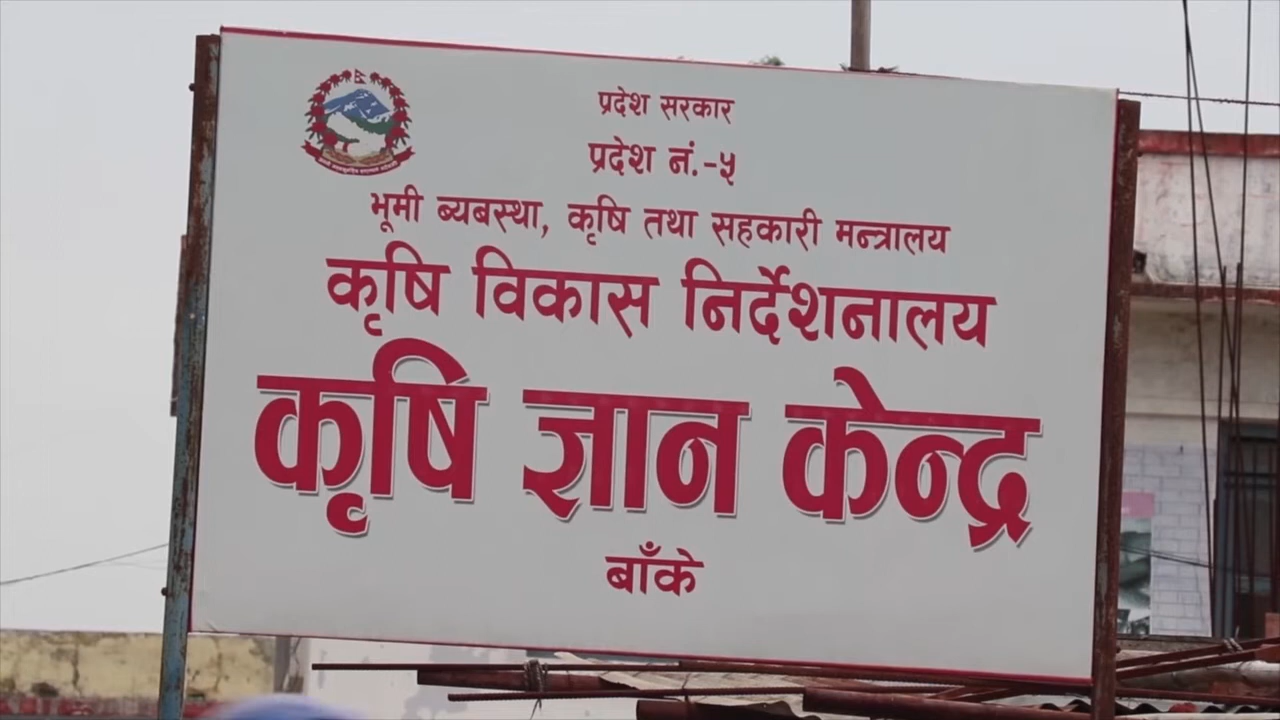 प्रदेश सरकार
प्रदेश नं.-५
भूमी ब्यबस्था, कृषि तथा सहकारी मन्त्रालय
कृषि विकास निर्देशनालय
कृषि ज्ञान केन्द्र
बाँके